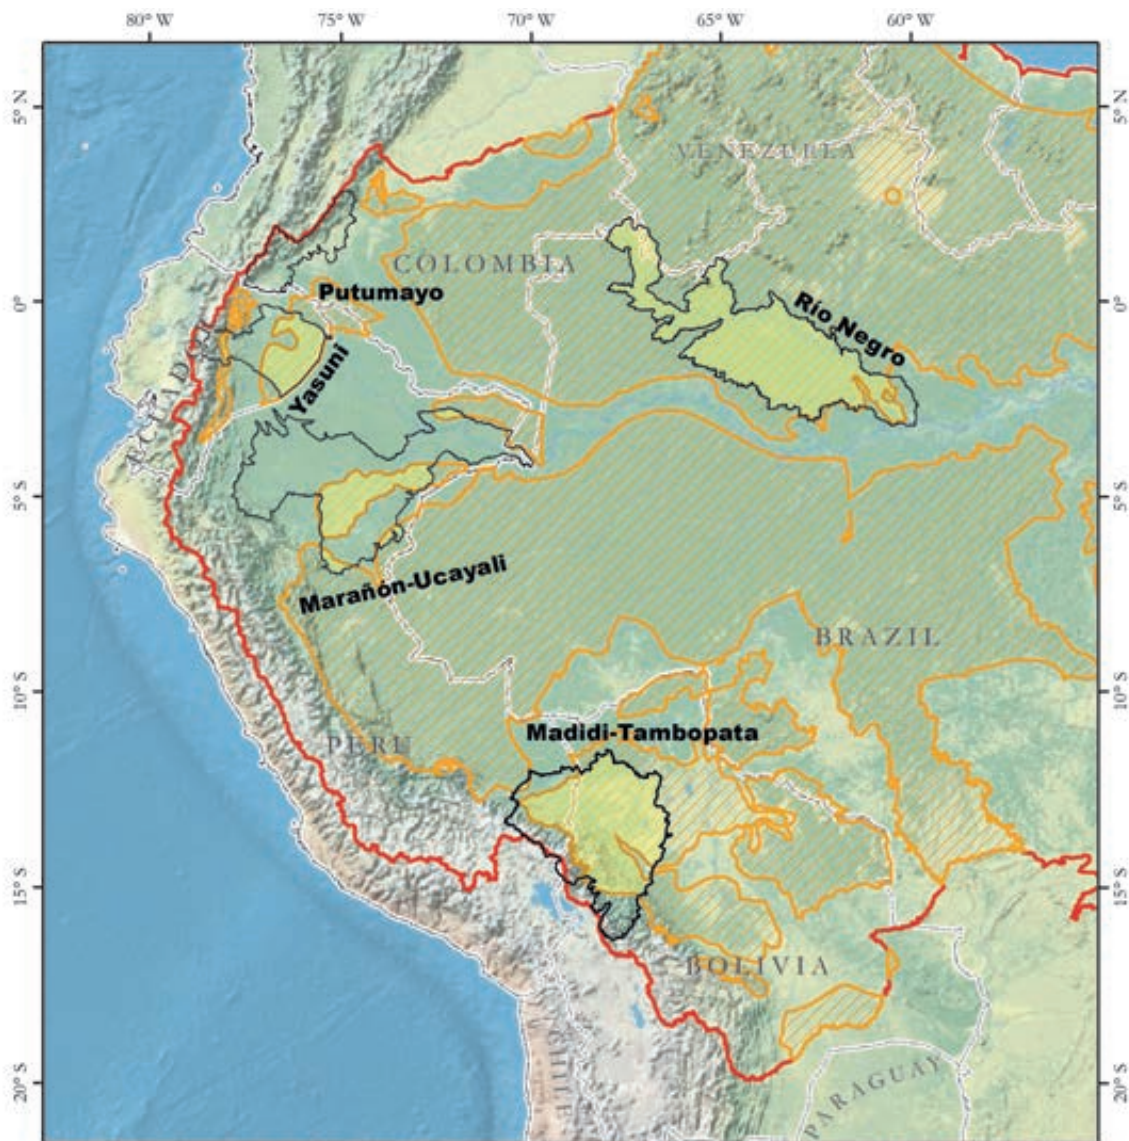 80° W 75° W 70° W 65° W 60° W
5°N 5°N
VENEZUELA
COLOMBIA
Putumayo
0° 0°
Río Negro
Yasuni
ECUADOR
5°S 5°S
Marañón-Ucayali
BRAZIL
10°S 10°S
Madidi-Tambopata
PERU
15°S 15°S
BOLIVIA
20°S 20°S
CHILE
PARAGUAY